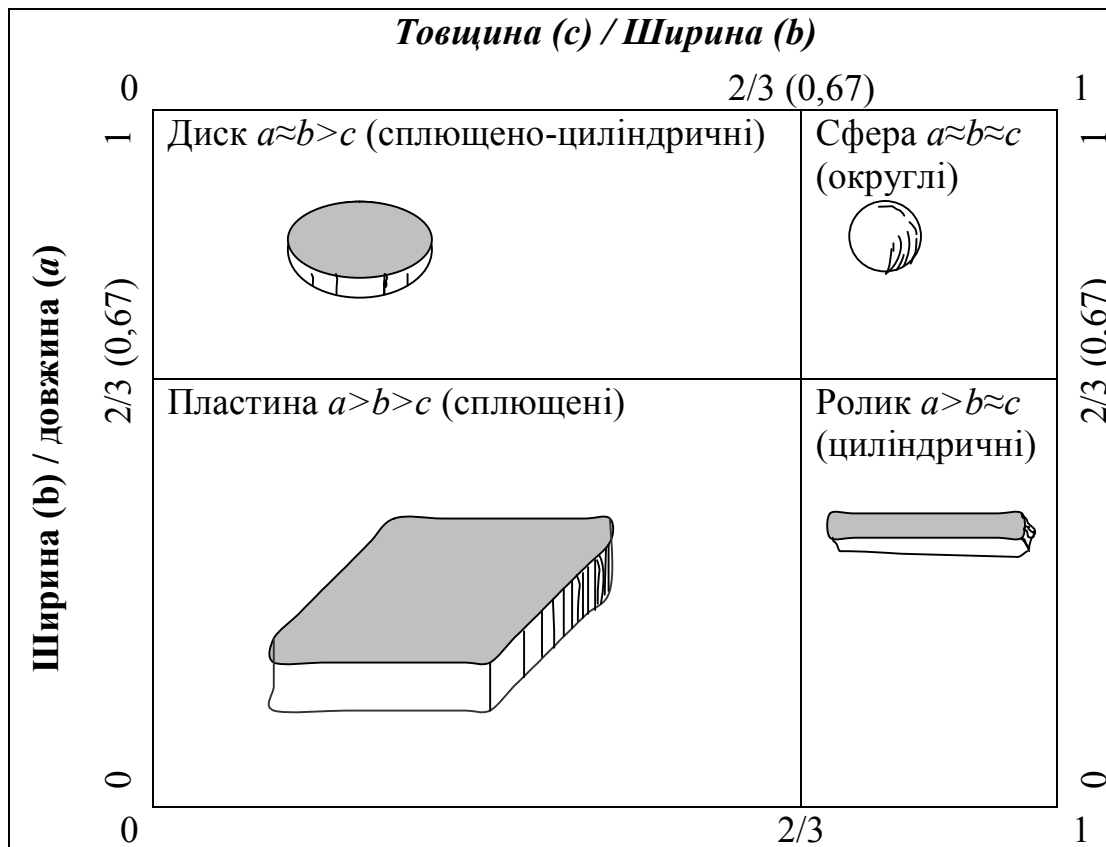 Товщина (c) / Ширина (b)
0 2/3 (0,67) 1
Ширина (b) / довжина (a)
1
2/3 (0,67)
0
Диск a≈b>c (сплющено-циліндричні)
Сфера a≈b≈c
(округлі)
Пластина a>b>c (сплющені)
Ролик a>b≈c
(циліндричні)
1
2/3 (0,67)
0
0 2/3 1